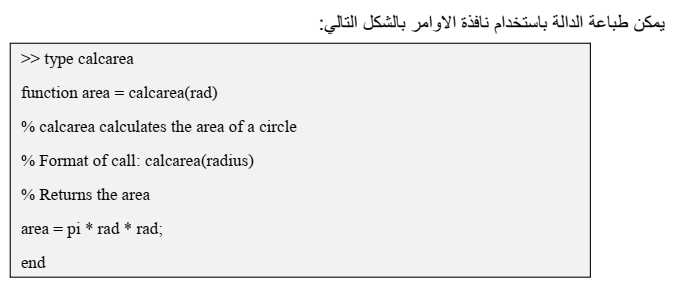 يمكن طباعة الدالة باستخدام نافذة الاوامر بالشكل التالي:
>> type calcarea
function area = calcarea(rad)
% calcarea calculates the area of a circle
% Format of call: calcarea(radius)
% Returns the area
area = pi * rad * rad;
end